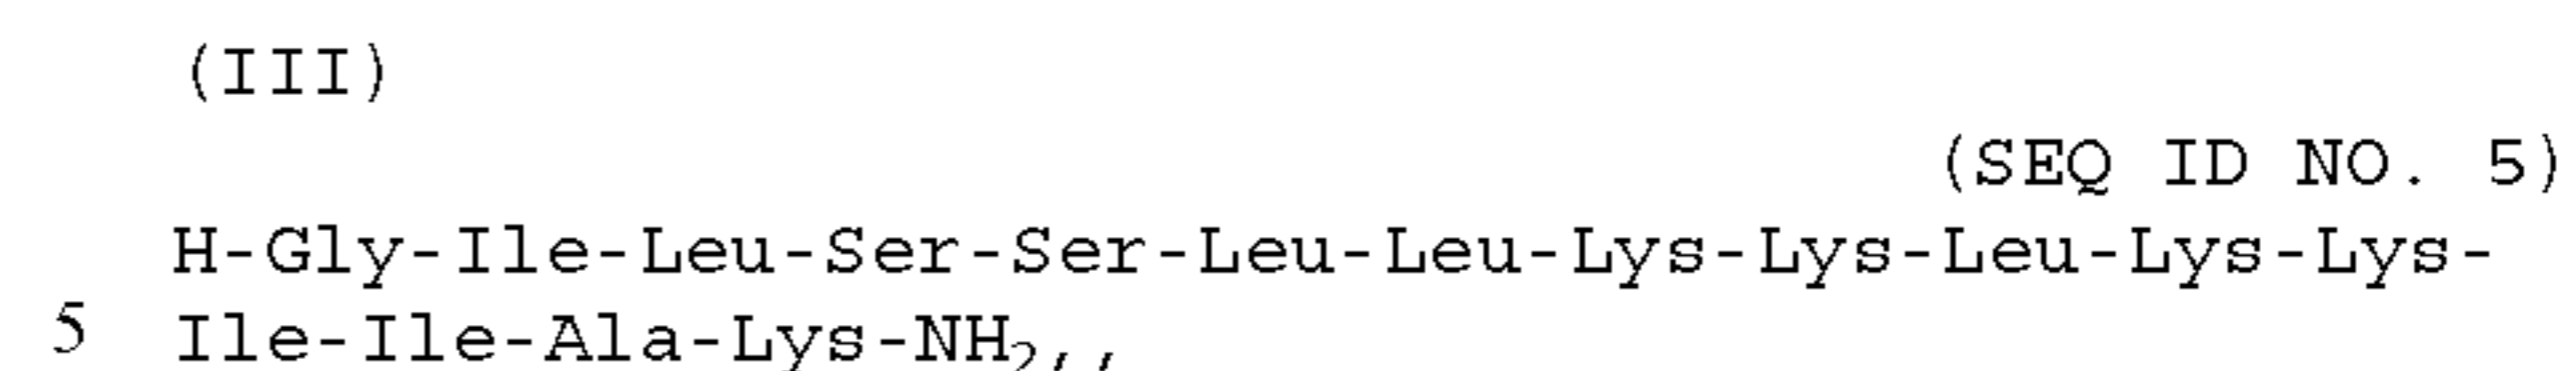 (III)
(SEQ ID NO. 5)
H-Gly-Ile-Leu-Ser-Ser-Leu-Leu-Lys-Lys-Leu-Lys-Lys-
5 Ile-Ile-Ala-Lys-NH₂,,